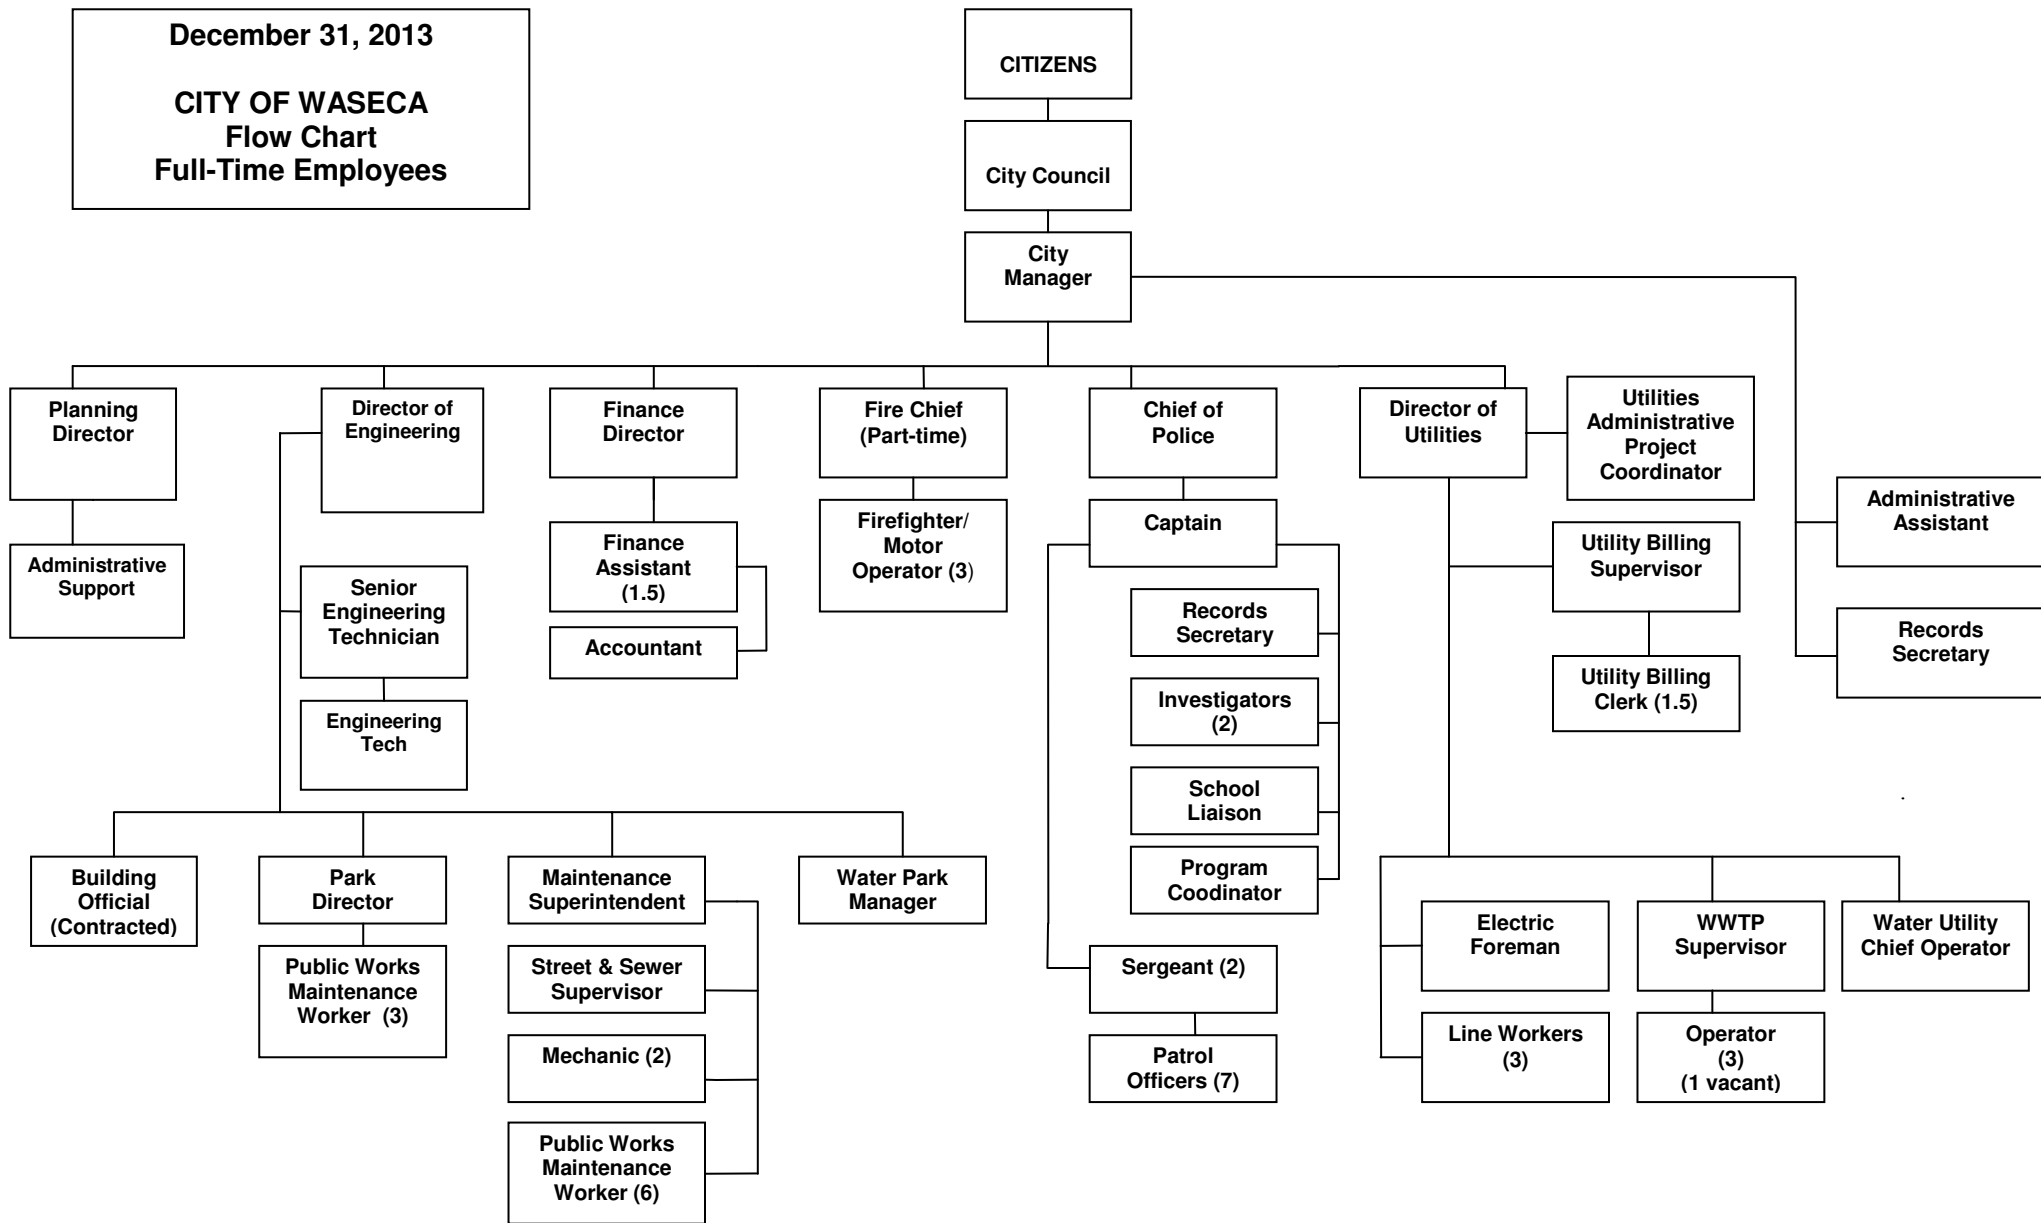 December 31, 2013
CITY OF WASECA
Flow Chart
Full-Time Employees
CITIZENS
City Council
City
Manager
Planning
Director
Director of
Engineering
Finance
Director
Fire Chief
(Part-time)
Chief of
Police
Director of
Utilities
Utilities
Administrative
Project
Coordinator
Administrative
Assistant
Records
Secretary
Administrative
Support
Senior
Engineering
Technician
Engineering
Tech
Finance
Assistant
(1.5)
Accountant
Firefighter/
Motor
Operator (3)
Captain
Records
Secretary
Investigators
(2)
School
Liaison
Program
Coodinator
Utility Billing
Supervisor
Utility Billing
Clerk (1.5)
Building
Official
(Contracted)
Park
Director
Public Works
Maintenance
Worker (3)
Maintenance
Superintendent
Street & Sewer
Supervisor
Mechanic (2)
Public Works
Maintenance
Worker (6)
Water Park
Manager
Sergeant (2)
Patrol
Officers (7)
Electric
Foreman
Line Workers
(3)
WWTP
Supervisor
Operator
(3)
(1 vacant)
Water Utility
Chief Operator